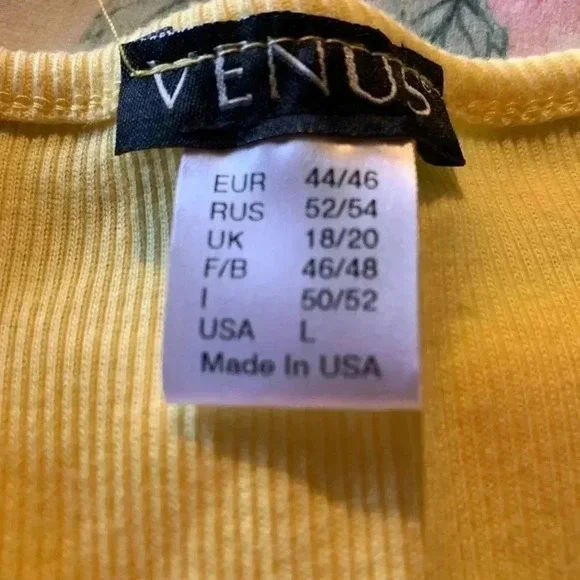 VENUS®
EUR 44/46
RUS 52/54
UK 18/20
F/B 46/48
I 50/52
USA L
Made In USA